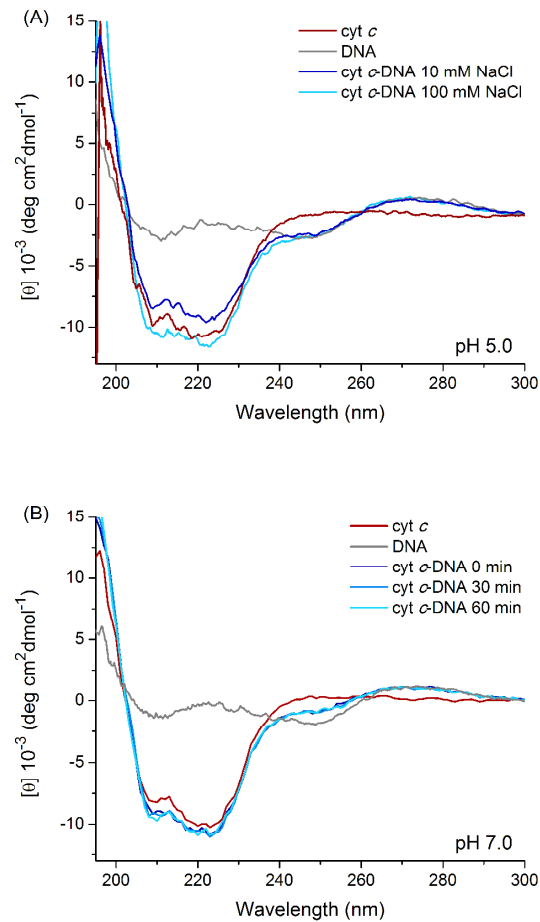 (A)
cyt c
DNA
cyt c-DNA 10 mM NaCl
cyt c-DNA 100 mM NaCl
[θ] 10⁻³ (deg cm²dmol⁻¹)
15
10
5
0
-5
-10
pH 5.0
200 220 240 260 280 300
Wavelength (nm)
(B)
cyt c
DNA
cyt c-DNA 0 min
cyt c-DNA 30 min
cyt c-DNA 60 min
[θ] 10⁻³ (deg cm²dmol⁻¹)
15
10
5
0
-5
-10
pH 7.0
200 220 240 260 280 300
Wavelength (nm)